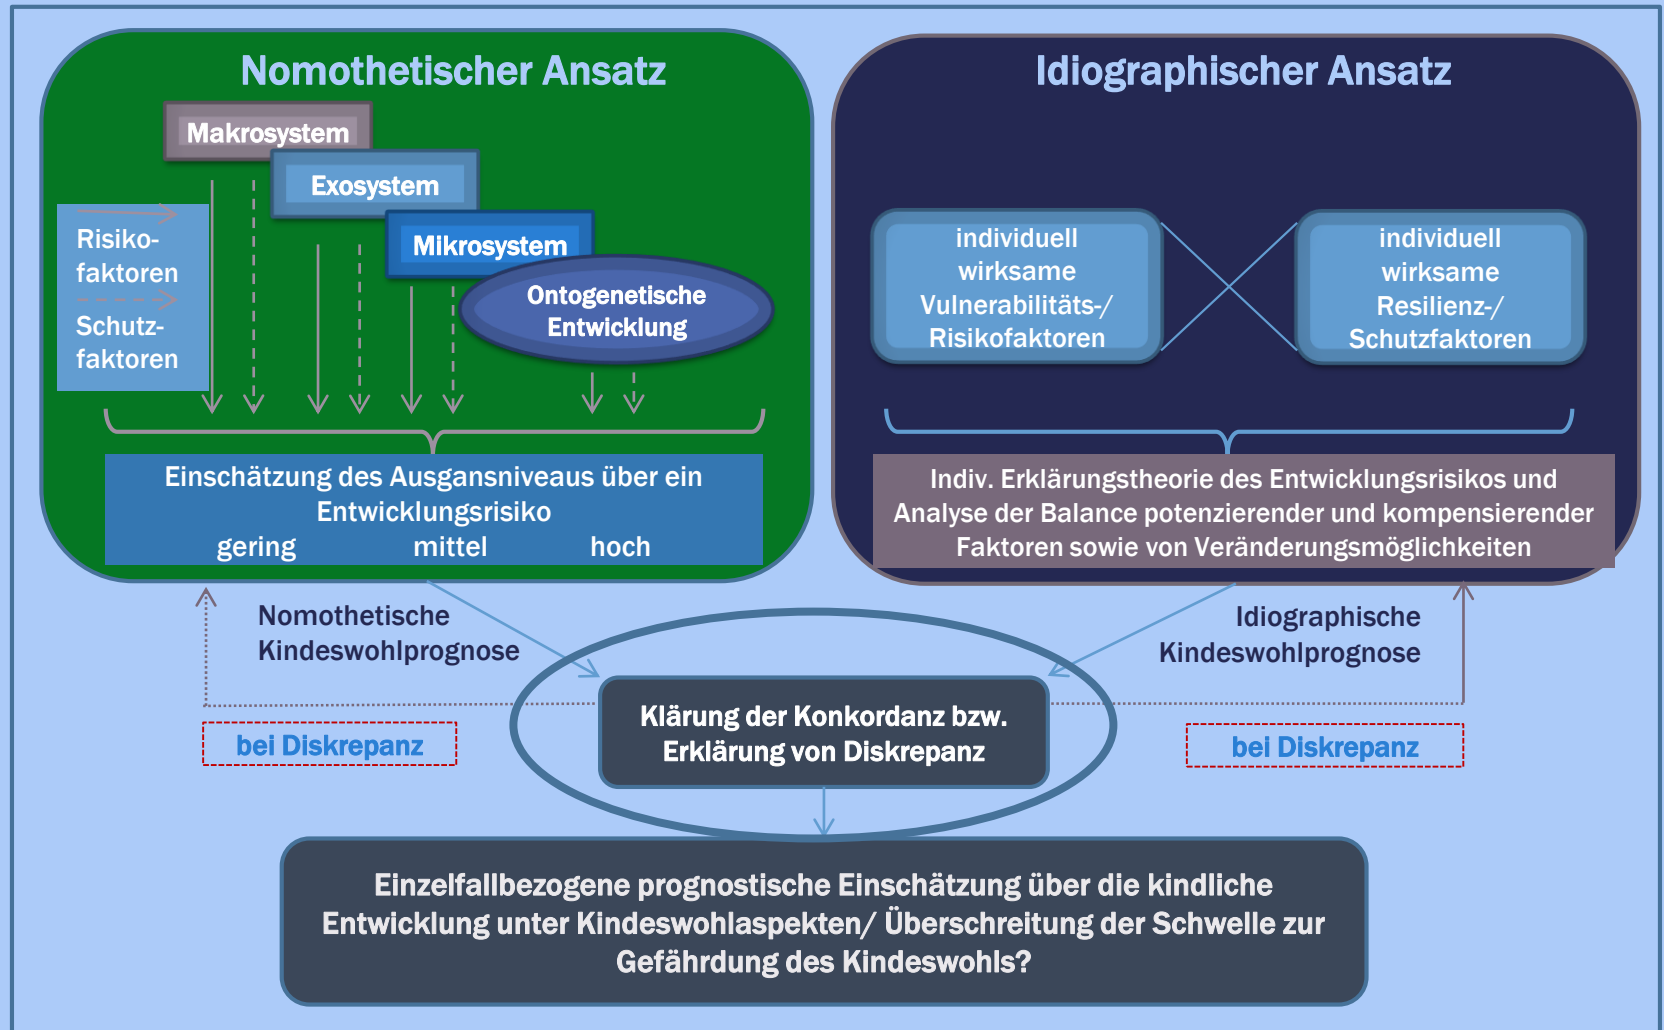 Nomothetischer Ansatz
Makrosystem
Exosystem
Mikrosystem
Ontogenetische
Entwicklung
Risiko-
faktoren
Schutz-
faktoren
Einschätzung des Ausgansniveaus über ein
Entwicklungsrisiko
gering mittel hoch
Idiographischer Ansatz
individuell
wirksame
Vulnerabilitäts-/
Risikofaktoren
individuell
wirksame
Resilienz-/
Schutzfaktoren
Indiv. Erklärungstheorie des Entwicklungsrisikos und
Analyse der Balance potenzierender und kompensierender
Faktoren sowie von Veränderungsmöglichkeiten
Nomothetische
Kindeswohlprognose
Idiographische
Kindeswohlprognose
bei Diskrepanz
Klärung der Konkordanz bzw.
Erklärung von Diskrepanz
bei Diskrepanz
Einzelfallbezogene prognostische Einschätzung über die kindliche
Entwicklung unter Kindeswohlaspekten/ Überschreitung der Schwelle zur
Gefährdung des Kindeswohls?